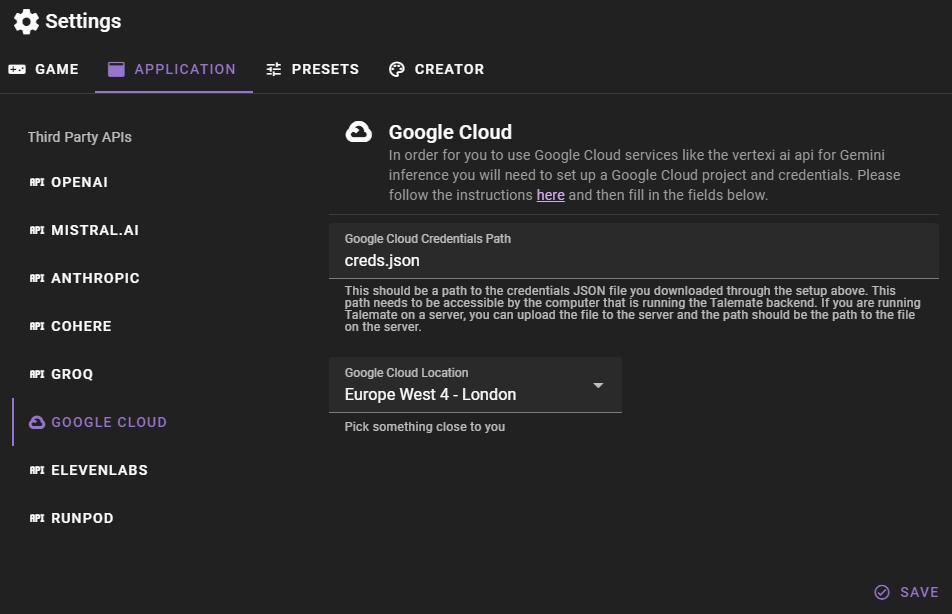 Settings
GAME
APPLICATION
PRESETS
CREATOR
Third Party APIs
API OPENAI
API MISTRAL.AI
API ANTHROPIC
API COHERE
API GROQ
GOOGLE CLOUD
API ELEVENLABS
API RUNPOD
Google Cloud
In order for you to use Google Cloud services like the vertexi ai api for Gemini
inference you will need to set up a Google Cloud project and credentials. Please
follow the instructions here and then fill in the fields below.
Google Cloud Credentials Path
creds.json
This should be a path to the credentials JSON file you downloaded through the setup above. This
path needs to be accessible by the computer that is running the Talemate backend. If you are running
Talemate on a server, you can upload the file to the server and the path should be the path to the file
on the server.
Google Cloud Location
Europe West 4 - London
Pick something close to you
SAVE